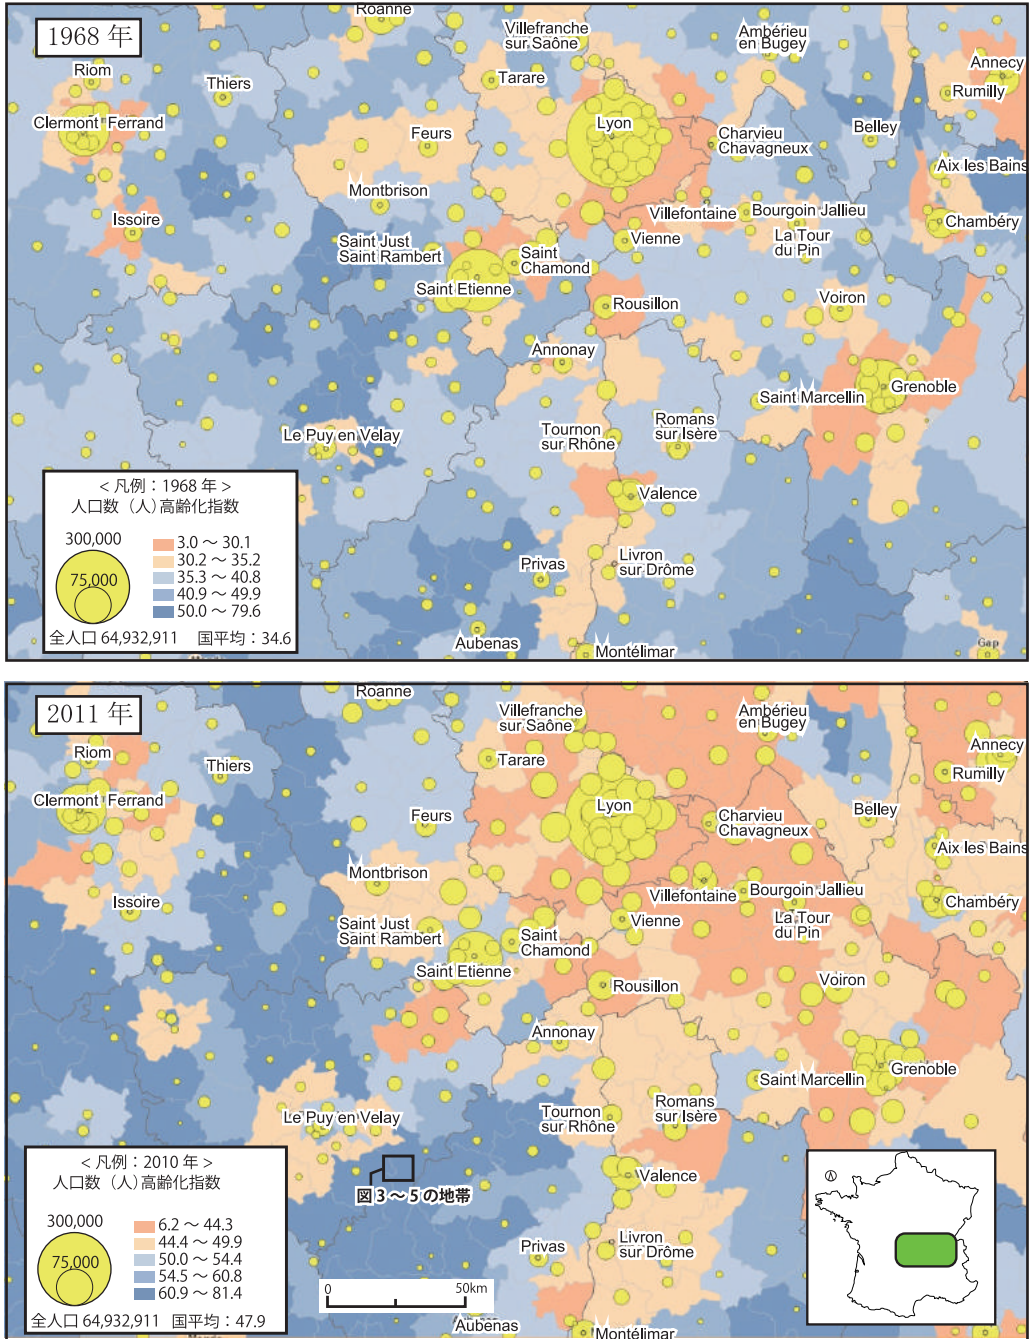 1968 年
Roanne
Villefranche
sur Saône
Ambérieu
en Bugey
Riom
Thiers
Tarare
Annecy
Rumilly
Clermont Ferrand
Feurs
Lyon
Charvieu
Chavagneux
Belley
Aix les Bains
Montbrison
Issoire
Villefontaine
Bourgoin Jallieu
Chambéry
Saint Just
Saint Rambert
Saint
Chamond
Vienne
La Tour
du Pin
Saint Etienne
Rousillon
Voiron
Annonay
Saint Marcellin
Grenoble
Le Puy en Velay
Tournon
sur Rhône
Romans
sur Isère
Valence
Privas
Livron
sur Drôme
Aubenas
Montélimar
Gap
< 凡例：1968 年 >
人口数（人）高齢化指数
300,000
75,000
3.0 ～ 30.1
30.2 ～ 35.2
35.3 ～ 40.8
40.9 ～ 49.9
50.0 ～ 79.6
全人口 64,932,911 国平均：34.6
2011 年
Roanne
Villefranche
sur Saône
Ambérieu
en Bugey
Riom
Thiers
Tarare
Annecy
Rumilly
Clermont Ferrand
Feurs
Lyon
Charvieu
Chavagneux
Belley
Aix les Bains
Montbrison
Issoire
Villefontaine
Bourgoin Jallieu
Chambéry
Saint Just
Saint Rambert
Saint
Chamond
Vienne
La Tour
du Pin
Saint Etienne
Rousillon
Voiron
Annonay
Saint Marcellin
Grenoble
Le Puy en Velay
Tournon
sur Rhône
Romans
sur Isère
図 3 ～ 5 の地帯
Valence
Privas
Livron
sur Drôme
Aubenas
Montélimar
< 凡例：2010 年 >
人口数（人）高齢化指数
300,000
75,000
6.2 ～ 44.3
44.4 ～ 49.9
50.0 ～ 54.4
54.5 ～ 60.8
60.9 ～ 81.4
全人口 64,932,911 国平均：47.9
0 50km